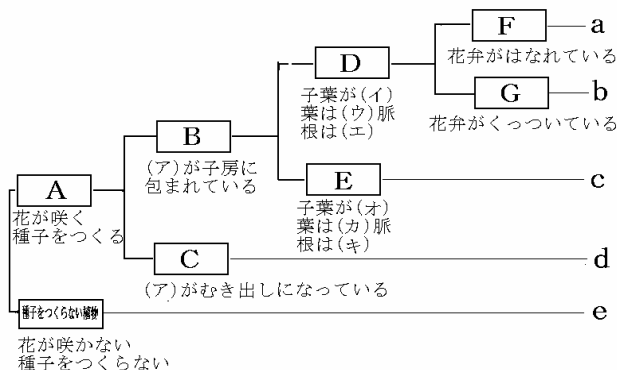 F
a
花弁がはなれている
D
G
b
子葉が(イ)
葉は(ウ)脈
根は(エ)
花弁がくっついている
B
(ア)が子房に
包まれている
A
E
c
花が咲く
種子をつくる
子葉が(オ)
葉は(カ)脈
根は(キ)
C
d
(ア)がむき出しになっている
種子をつくらない植物
e
花が咲かない
種子をつくらない